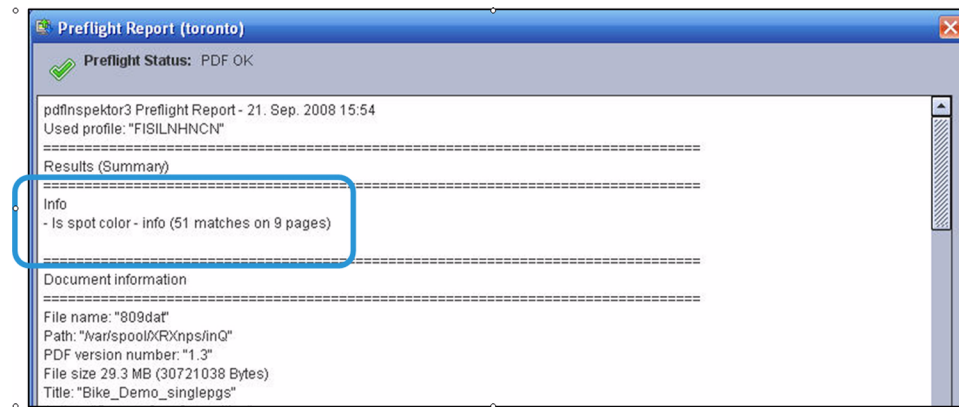 Preflight Report (toronto)
Preflight Status: PDF OK
pdfInspektor3 Preflight Report - 21. Sep. 2008 15:54
Used profile: "FISILNHNCN"
================================================================================
Results (Summary)
================================================================================
Info
- Is spot color - info (51 matches on 9 pages)
================================================================================
Document information
================================================================================
File name: "809dat"
Path: "/var/spool/XRXnps/inQ"
PDF version number: "1.3"
File size 29.3 MB (30721038 Bytes)
Title: "Bike_Demo_singlepgs"